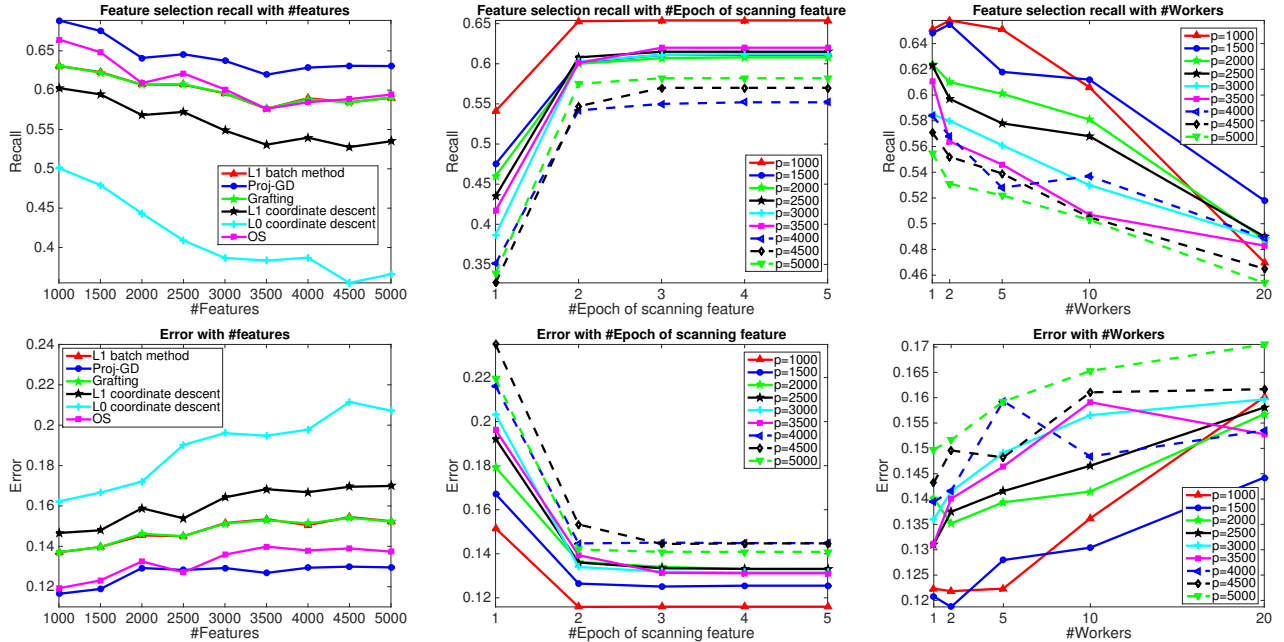 Feature selection recall with #features
0.65
0.6
0.55
0.5
0.45
0.4
Recall
L1 batch method
Proj-GD
Grafting
L1 coordinate descent
L0 coordinate descent
OS
1000 1500 2000 2500 3000 3500 4000 4500 5000
#Features
Feature selection recall with #Epoch of scanning feature
0.65
0.6
0.55
0.5
0.45
0.4
0.35
Recall
p=1000
p=1500
p=2000
p=2500
p=3000
p=3500
p=4000
p=4500
p=5000
1 2 3 4 5
#Epoch of scanning feature
Feature selection recall with #Workers
0.64
0.62
0.6
0.58
0.56
0.54
0.52
0.5
0.48
0.46
Recall
p=1000
p=1500
p=2000
p=2500
p=3000
p=3500
p=4000
p=4500
p=5000
1 2 5 10 20
#Workers
Error with #features
0.24
0.22
0.2
0.18
0.16
0.14
0.12
Error
L1 batch method
Proj-GD
Grafting
L1 coordinate descent
L0 coordinate descent
OS
1000 1500 2000 2500 3000 3500 4000 4500 5000
#Features
Error with #Epoch of scanning feature
0.22
0.2
0.18
0.16
0.14
0.12
Error
p=1000
p=1500
p=2000
p=2500
p=3000
p=3500
p=4000
p=4500
p=5000
1 2 3 4 5
#Epoch of scanning feature
Error with #Workers
0.17
0.165
0.16
0.155
0.15
0.145
0.14
0.135
0.13
0.125
0.12
Error
p=1000
p=1500
p=2000
p=2500
p=3000
p=3500
p=4000
p=4500
p=5000
1 2 5 10 20
#Workers